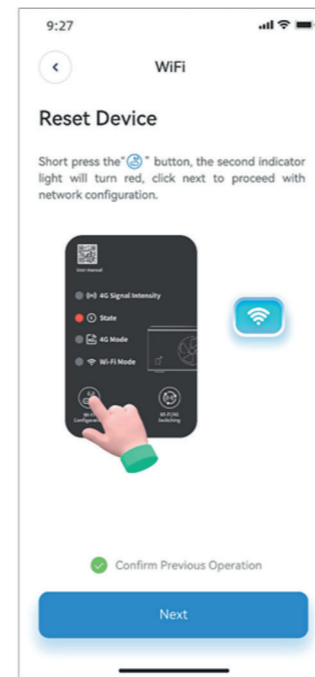 9:27
WiFi
Reset Device
Short press the" " button, the second indicator
light will turn red, click next to proceed with
network configuration.
User manual
4G Signal Intensity
State
4G Mode
Wi-Fi Mode
Wi-Fi/4G
Switching
Confirm Previous Operation
Next